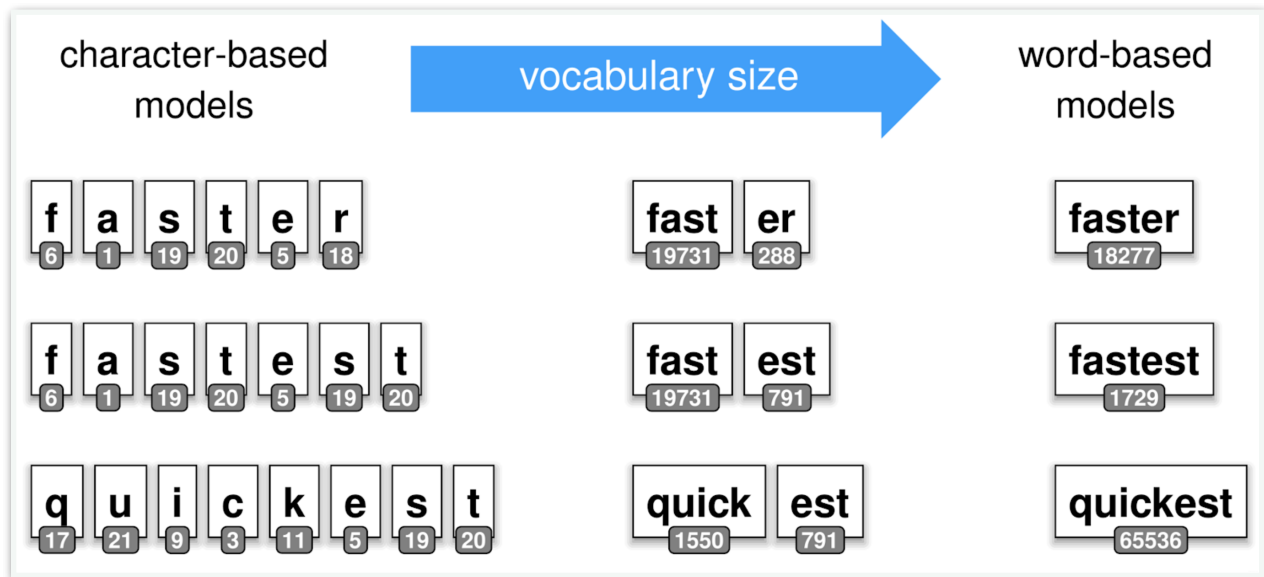 character-based
models
vocabulary size
word-based
models
f a s t e r
6 1 19 20 5 18
fast er
19731 288
faster
18277
f a s t e s t
6 1 19 20 5 19 20
fast est
19731 791
fastest
1729
q u i c k e s t
17 21 9 3 11 5 19 20
quick est
1550 791
quickest
65536